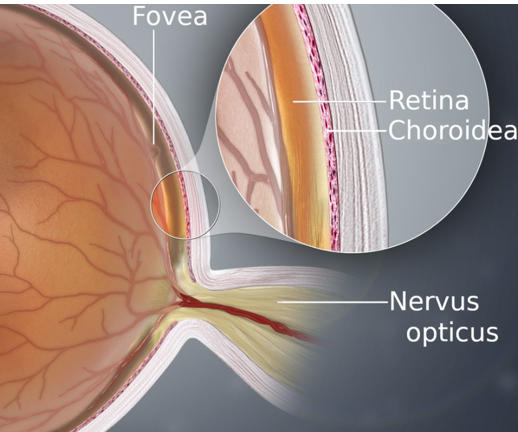 Fovea
Retina
Choroidea
Nervus
opticus